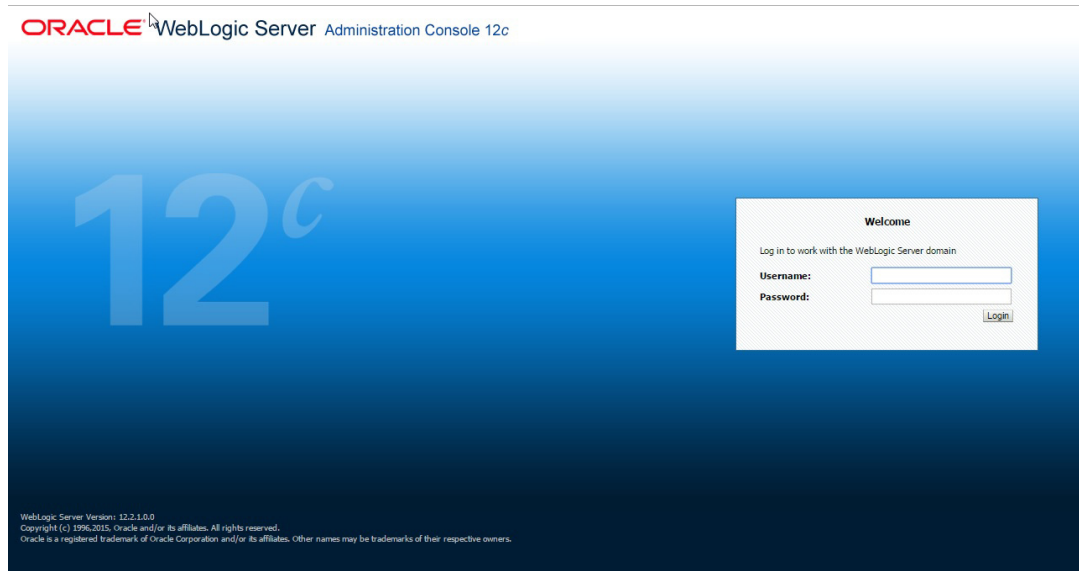 ORACLE WebLogic Server Administration Console 12c
12c
Welcome
Log in to work with the WebLogic Server domain
Username:
Password:
Login
WebLogic Server Version: 12.2.1.0.0
Copyright (c) 1996,2015, Oracle and/or its affiliates. All rights reserved.
Oracle is a registered trademark of Oracle Corporation and/or its affiliates. Other names may be trademarks of their respective owners.